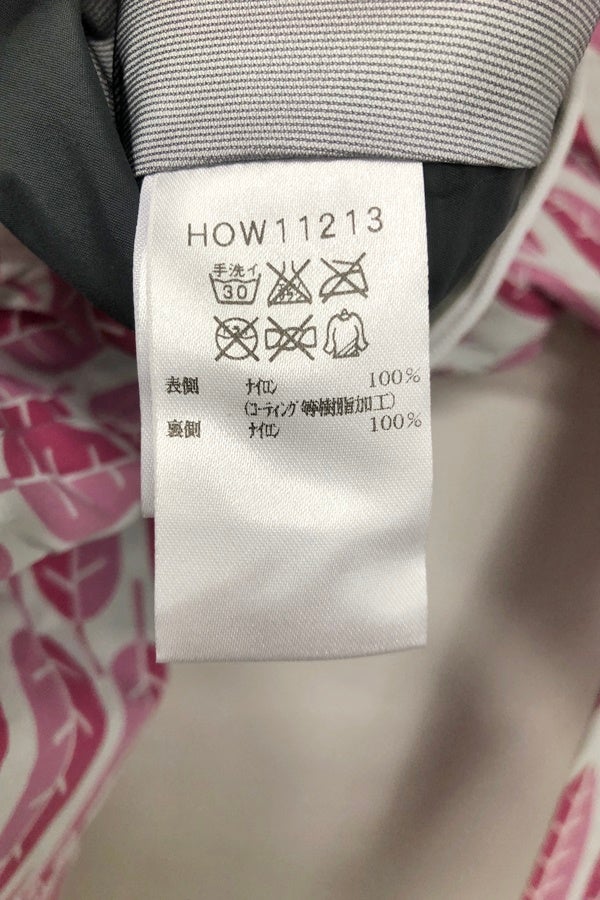 HOW11213
手洗イ
30
表側 ナイロン 100%
(コーティング等樹脂加工)
裏側 ナイロン 100%